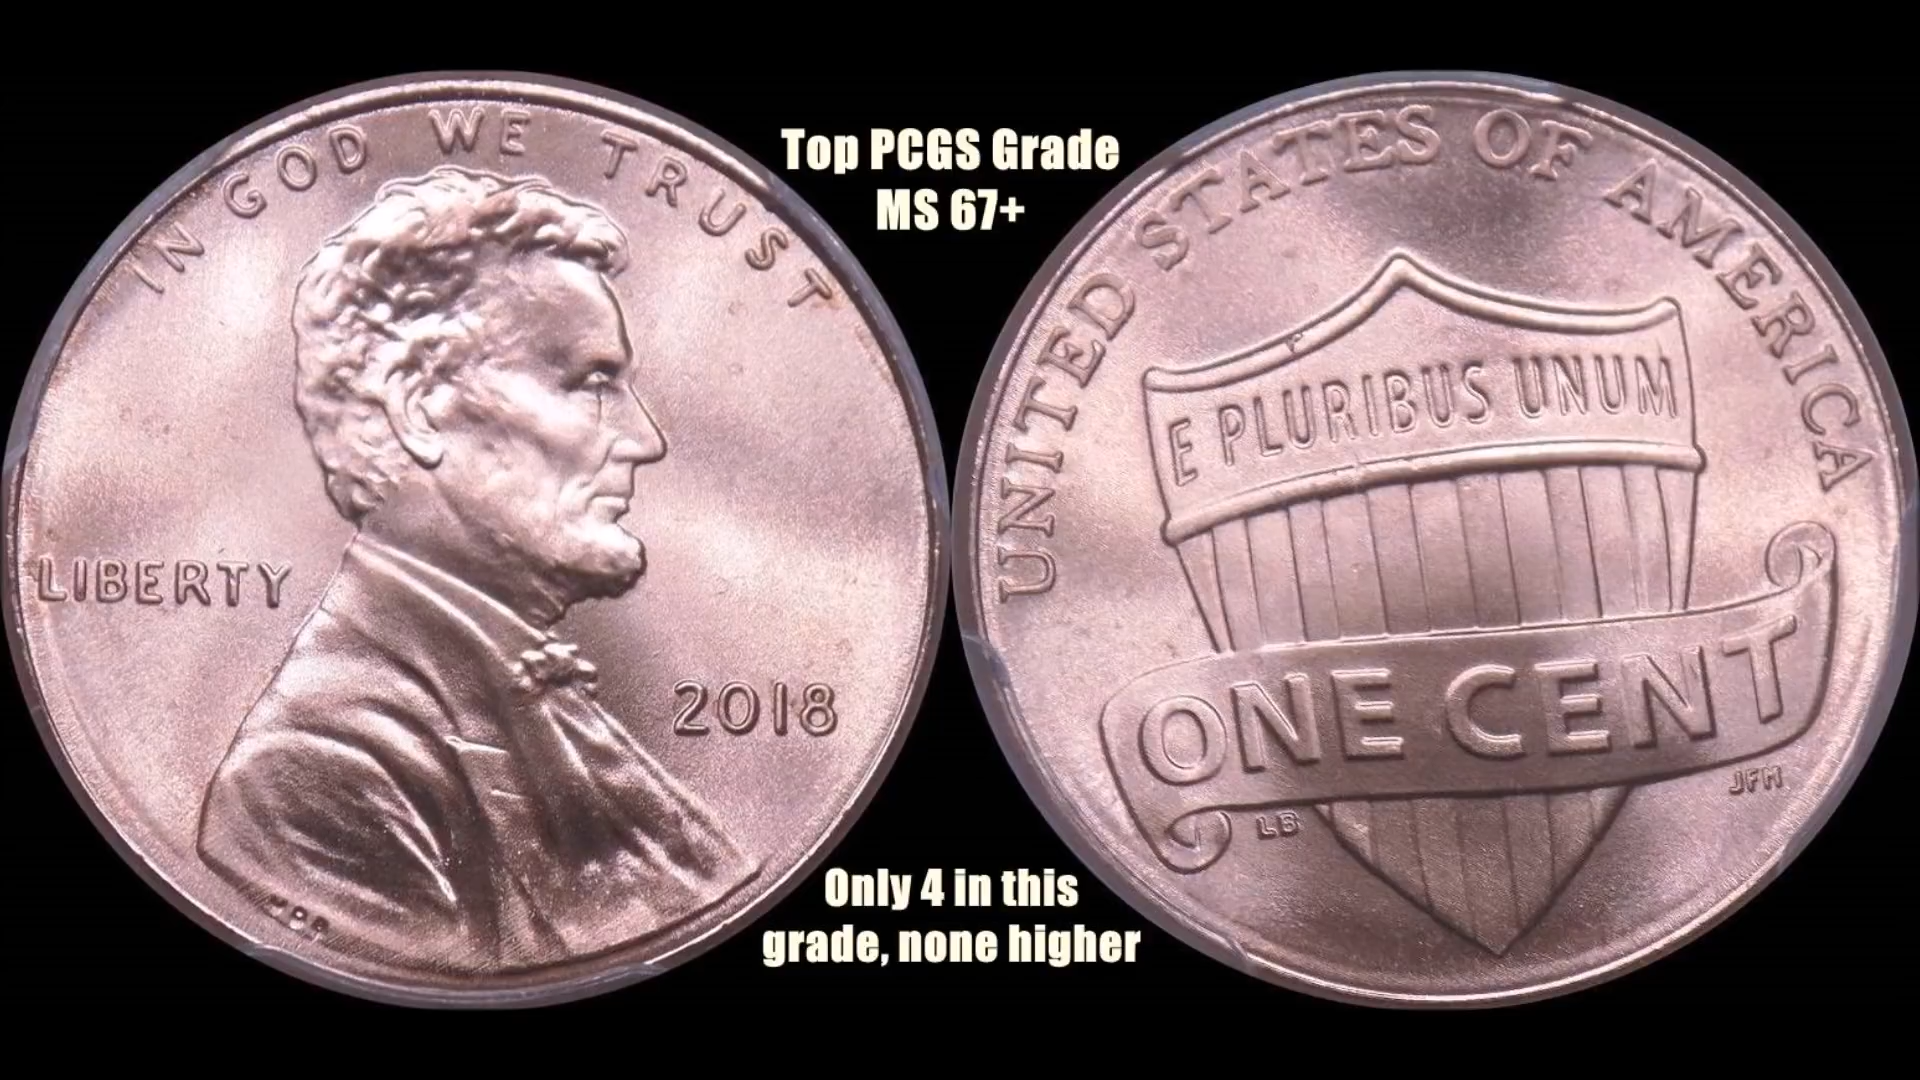 IN GOD WE TRUST
LIBERTY
2018
VDB
Top PCGS Grade
MS 67+
Only 4 in this
grade, none higher
UNITED STATES OF AMERICA
E PLURIBUS UNUM
ONE CENT
LB
JFM